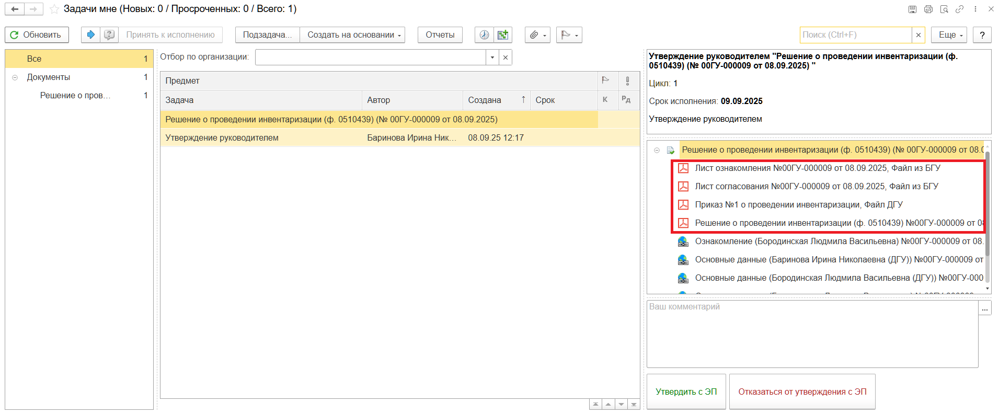 Задачи мне (Новых: 0 / Просроченных: 0 / Всего: 1)
Обновить
Принять к исполнению
Подзадача...
Создать на основании
Отчеты
Поиск (Ctrl+F)
Еще
?
Все 1
Документы 1
Решение о пров... 1
Отбор по организации:
Предмет
Задача Автор Создана ↑ Срок К Рд
Решение о проведении инвентаризации (ф. 0510439) (№ 00ГУ-000009 от 08.09.2025)
Утверждение руководителем Баринова Ирина Ник... 08.09.25 12:17
Утверждение руководителем "Решение о проведении инвентаризации (ф.
0510439) (№ 00ГУ-000009 от 08.09.2025) "
Цикл: 1
Срок исполнения: 09.09.2025
Утверждение руководителем
Решение о проведении инвентаризации (ф. 0510439) (№ 00ГУ-000009 от 08.0
Лист ознакомления №00ГУ-000009 от 08.09.2025, Файл из БГУ
Лист согласования №00ГУ-000009 от 08.09.2025, Файл из БГУ
Приказ №1 о проведении инвентаризации, Файл ДГУ
Решение о проведении инвентаризации (ф. 0510439) №00ГУ-000009 от 08
Ознакомление (Бородинская Людмила Васильевна) №00ГУ-000009 от 08.
Основные данные (Баринова Ирина Николаевна (ДГУ)) №00ГУ-000009 от
Основные данные (Бородинская Людмила Васильевна (ДГУ)) №00ГУ-000
Ваш комментарий
...
Утвердить с ЭП
Отказаться от утверждения с ЭП